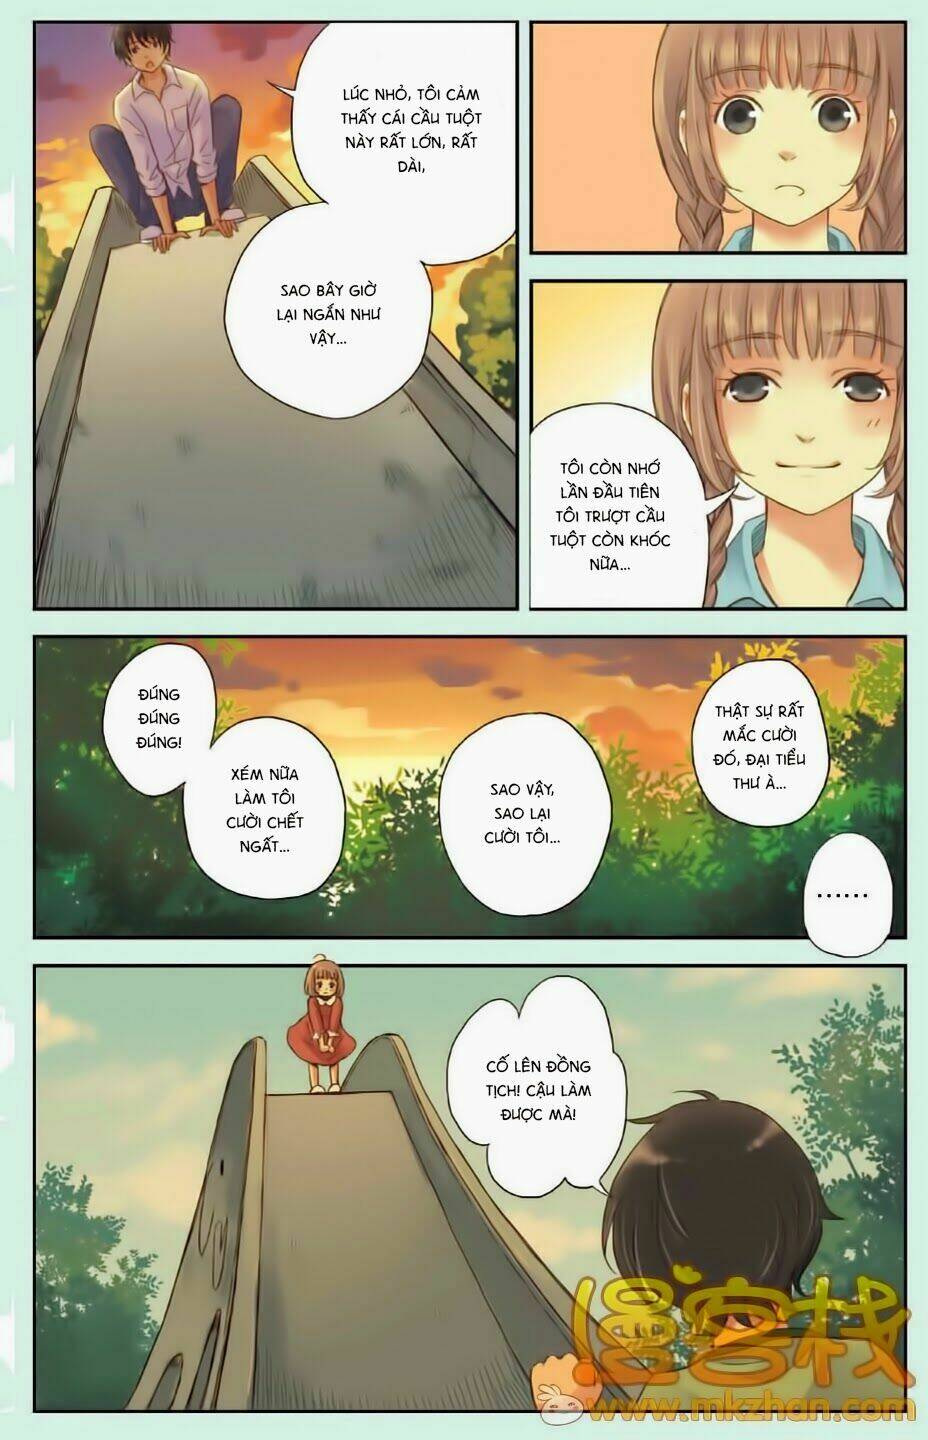 LÚC NHỎ, TÔI CẢM
THẤY CÁI CẦU TUỘT
NÀY RẤT LỚN, RẤT
DÀI,
SAO BÂY GIỜ
LẠI NGẮN NHƯ
VẬY...
TÔI CÒN NHỚ
LẦN ĐẦU TIÊN
TÔI TRƯỢT CẦU
TUỘT CÒN KHÓC
NỮA...
ĐÚNG
ĐÚNG
ĐÚNG!
XÉM NỮA
LÀM TÔI
CƯỜI CHẾT
NGẤT...
SAO VẬY,
SAO LẠI
CƯỜI TÔI...
THẬT SỰ RẤT
MẮC CƯỜI
ĐÓ, ĐẠI TIỂU
THƯ À...
......
CỐ LÊN ĐỒNG
TỊCH! CẬU LÀM
ĐƯỢC MÀ!
漫客栈
www.mkzhan.com